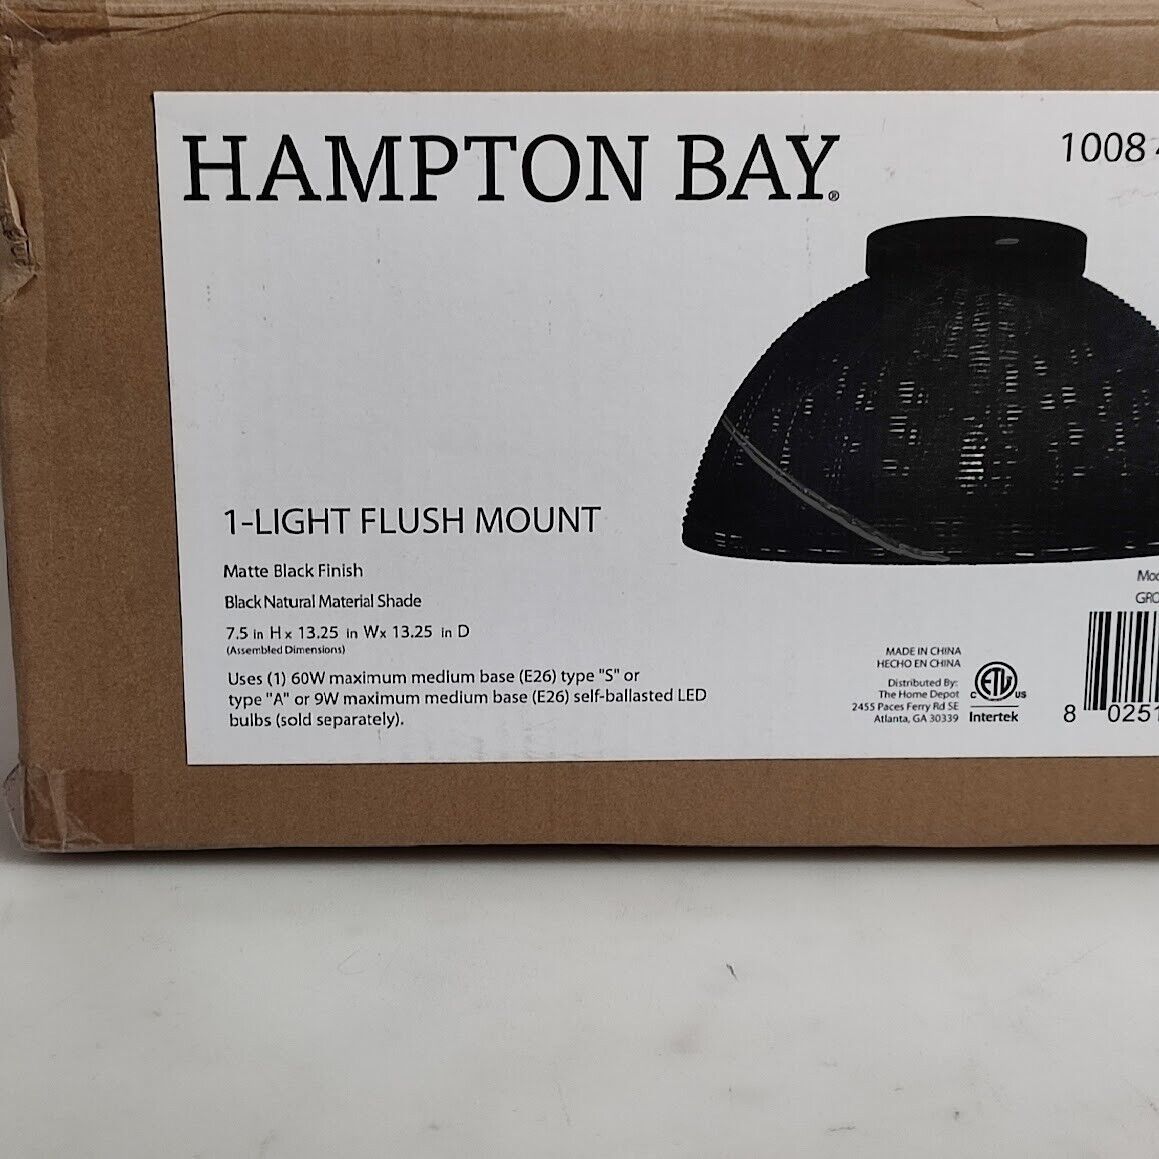 HAMPTON BAY®
1008
1-LIGHT FLUSH MOUNT
Matte Black Finish
Black Natural Material Shade
7.5 in H x 13.25 in W x 13.25 in D
(Assembled Dimensions)
Uses (1) 60W maximum medium base (E26) type "S" or
type "A" or 9W maximum medium base (E26) self-ballasted LED
bulbs (sold separately).
MADE IN CHINA
HECHO EN CHINA
Distributed By:
The Home Depot
2455 Paces Ferry Rd SE
Atlanta, GA 30339
c ETL us
Intertek
8 0251